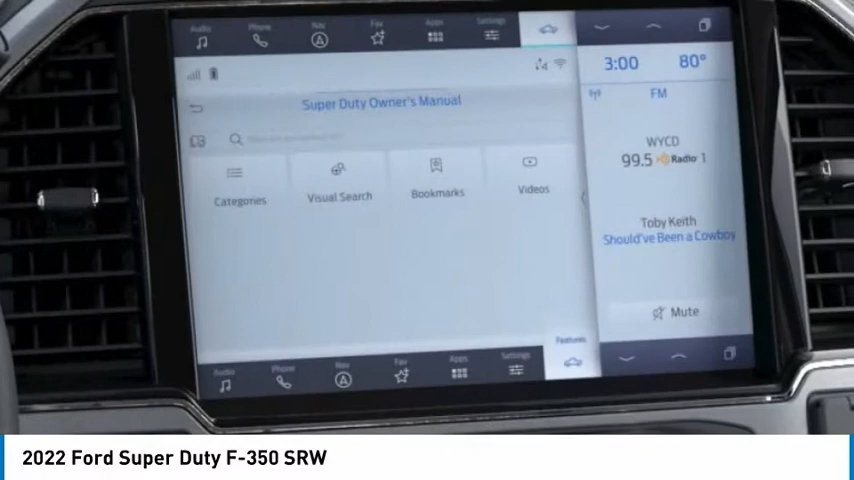 Audio Phone Nav Fav Apps Settings
3:00 80°
Super Duty Owner's Manual
FM
WYCD
99.5 HD Radio 1
Categories Visual Search Bookmarks Videos
Toby Keith
Should've Been a Cowboy
Mute
Features
Audio Phone Nav Fav Apps Settings
2022 Ford Super Duty F-350 SRW